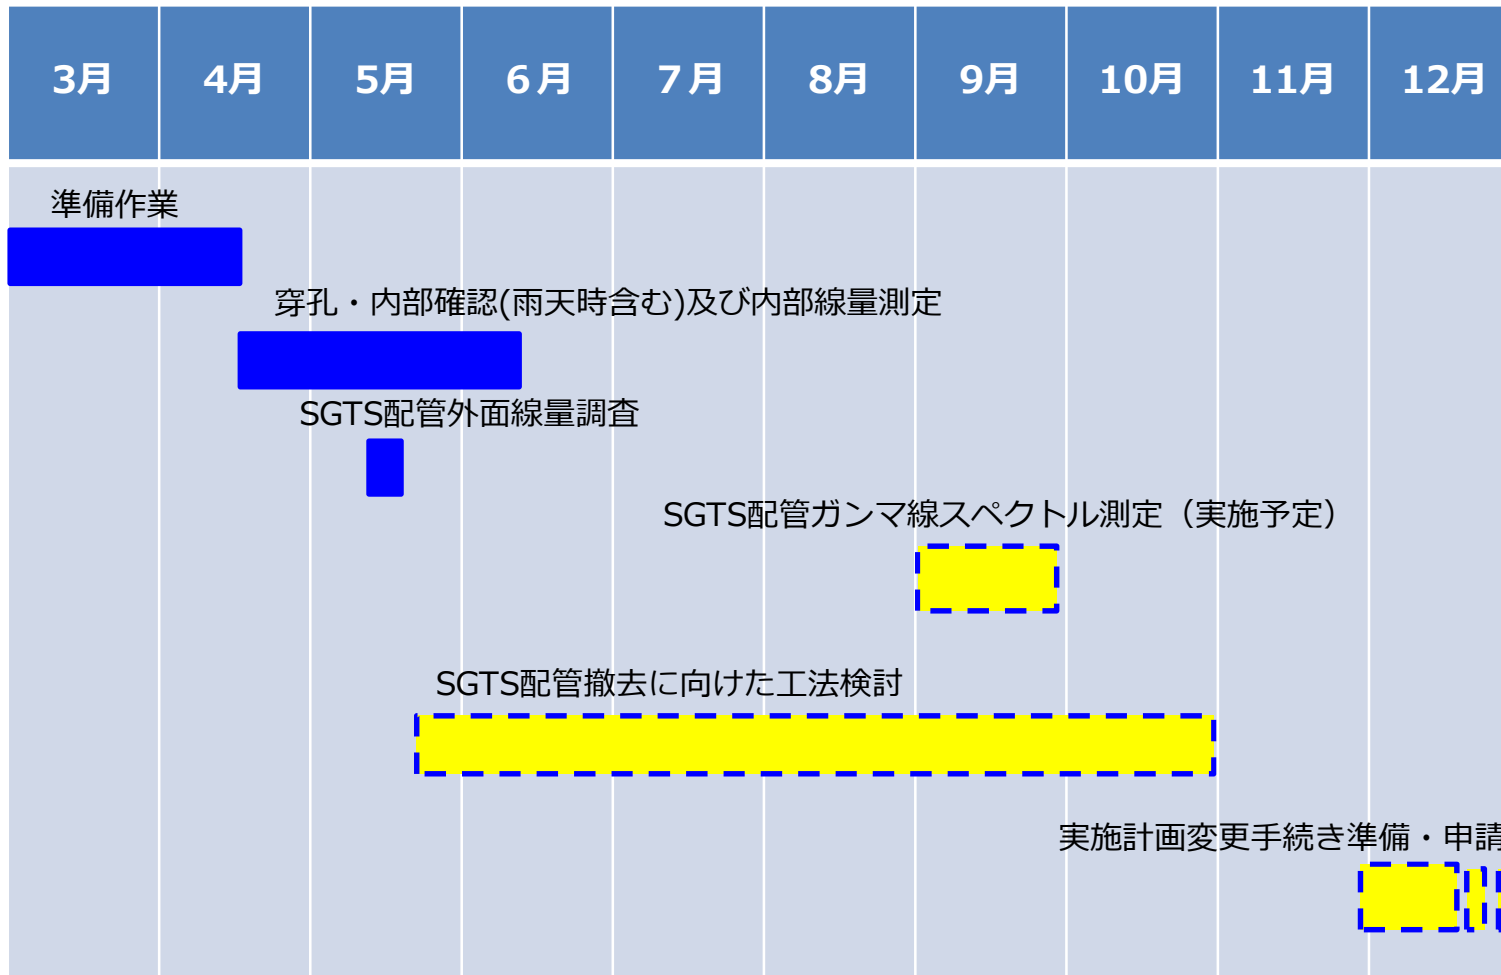 3月 4月 5月 6月 7月 8月 9月 10月 11月 12月
準備作業
穿孔・内部確認(雨天時含む)及び内部線量測定
SGTS配管外面線量調査
SGTS配管ガンマ線スペクトル測定（実施予定）
SGTS配管撤去に向けた工法検討
実施計画変更手続き準備・申請